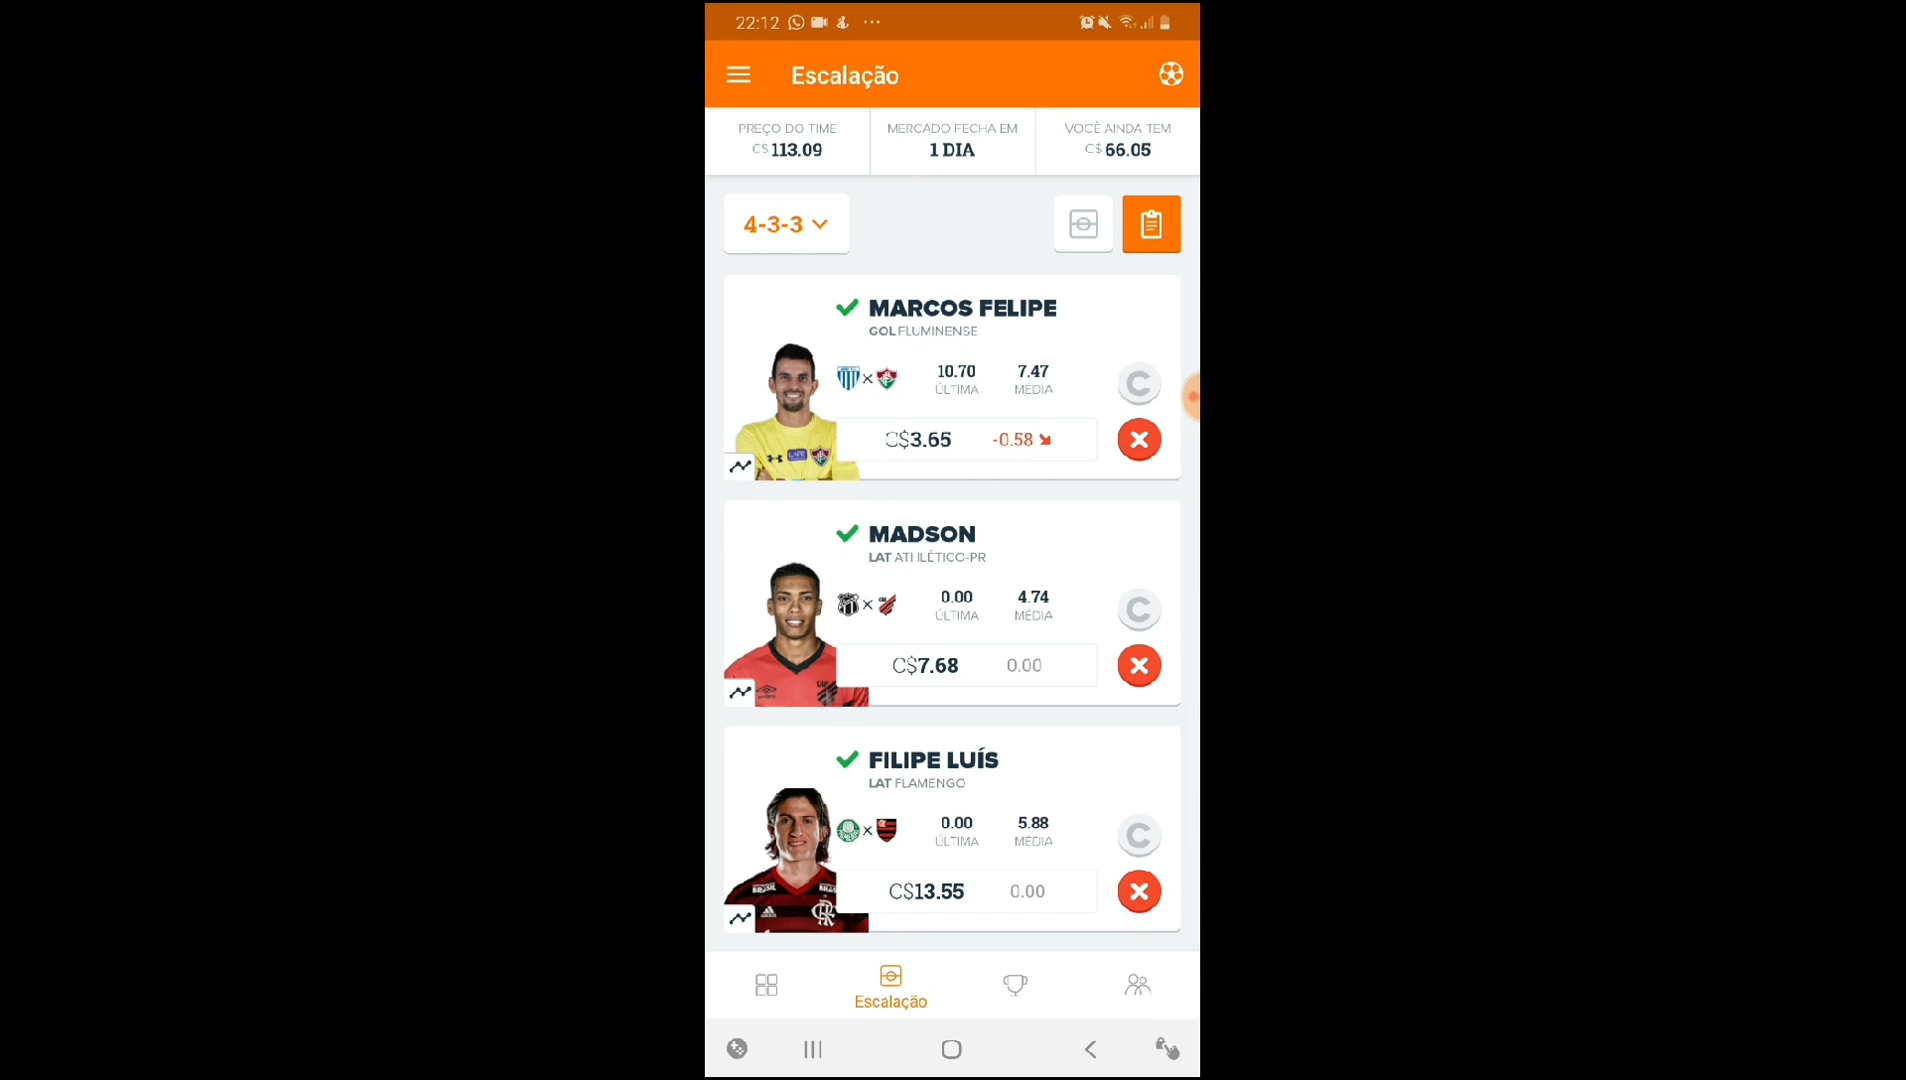 22:12
Escalação
PREÇO DO TIME
C$ 113.09
MERCADO FECHA EM
1 DIA
VOCÊ AINDA TEM
C$ 66.05
4-3-3
MARCOS FELIPE
GOL FLUMINENSE
10.70 7.47
ÚLTIMA MÉDIA
C
C$3.65 -0.58
MADSON
LAT ATHLÉTICO-PR
0.00 4.74
ÚLTIMA MÉDIA
C
C$7.68 0.00
FILIPE LUÍS
LAT FLAMENGO
0.00 5.88
ÚLTIMA MÉDIA
C
C$13.55 0.00
Escalação